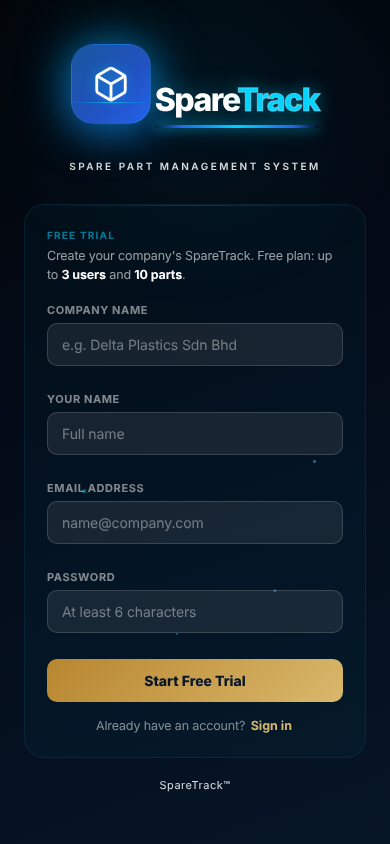 SpareTrack
SPARE PART MANAGEMENT SYSTEM
FREE TRIAL
Create your company's SpareTrack. Free plan: up
to 3 users and 10 parts.
COMPANY NAME
e.g. Delta Plastics Sdn Bhd
YOUR NAME
Full name
EMAIL ADDRESS
name@company.com
PASSWORD
At least 6 characters
Start Free Trial
Already have an account? Sign in
SpareTrack™